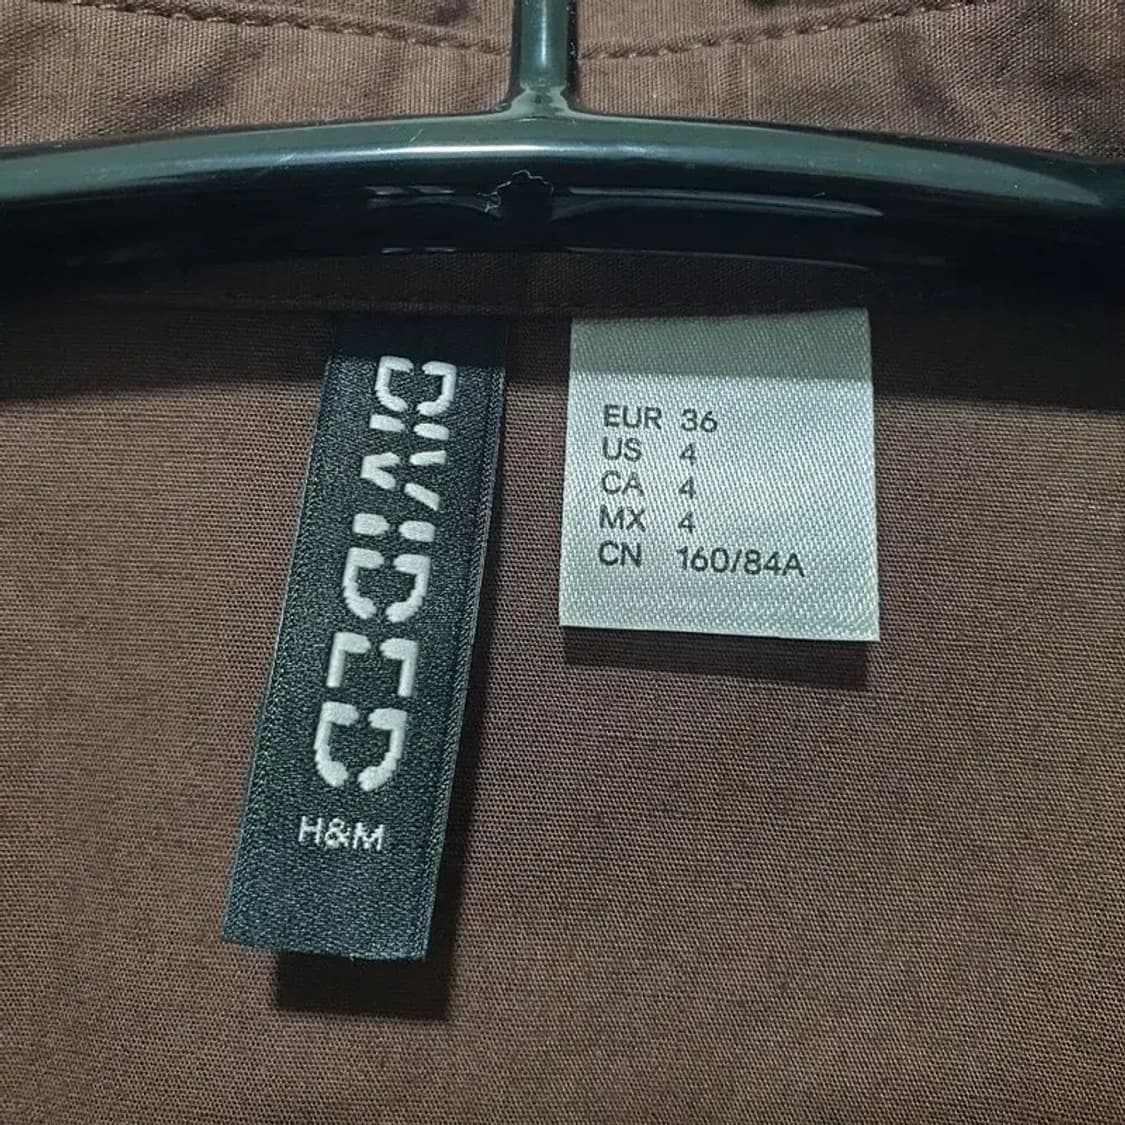 DIVIDED
H&M
EUR 36
US 4
CA 4
MX 4
CN 160/84A